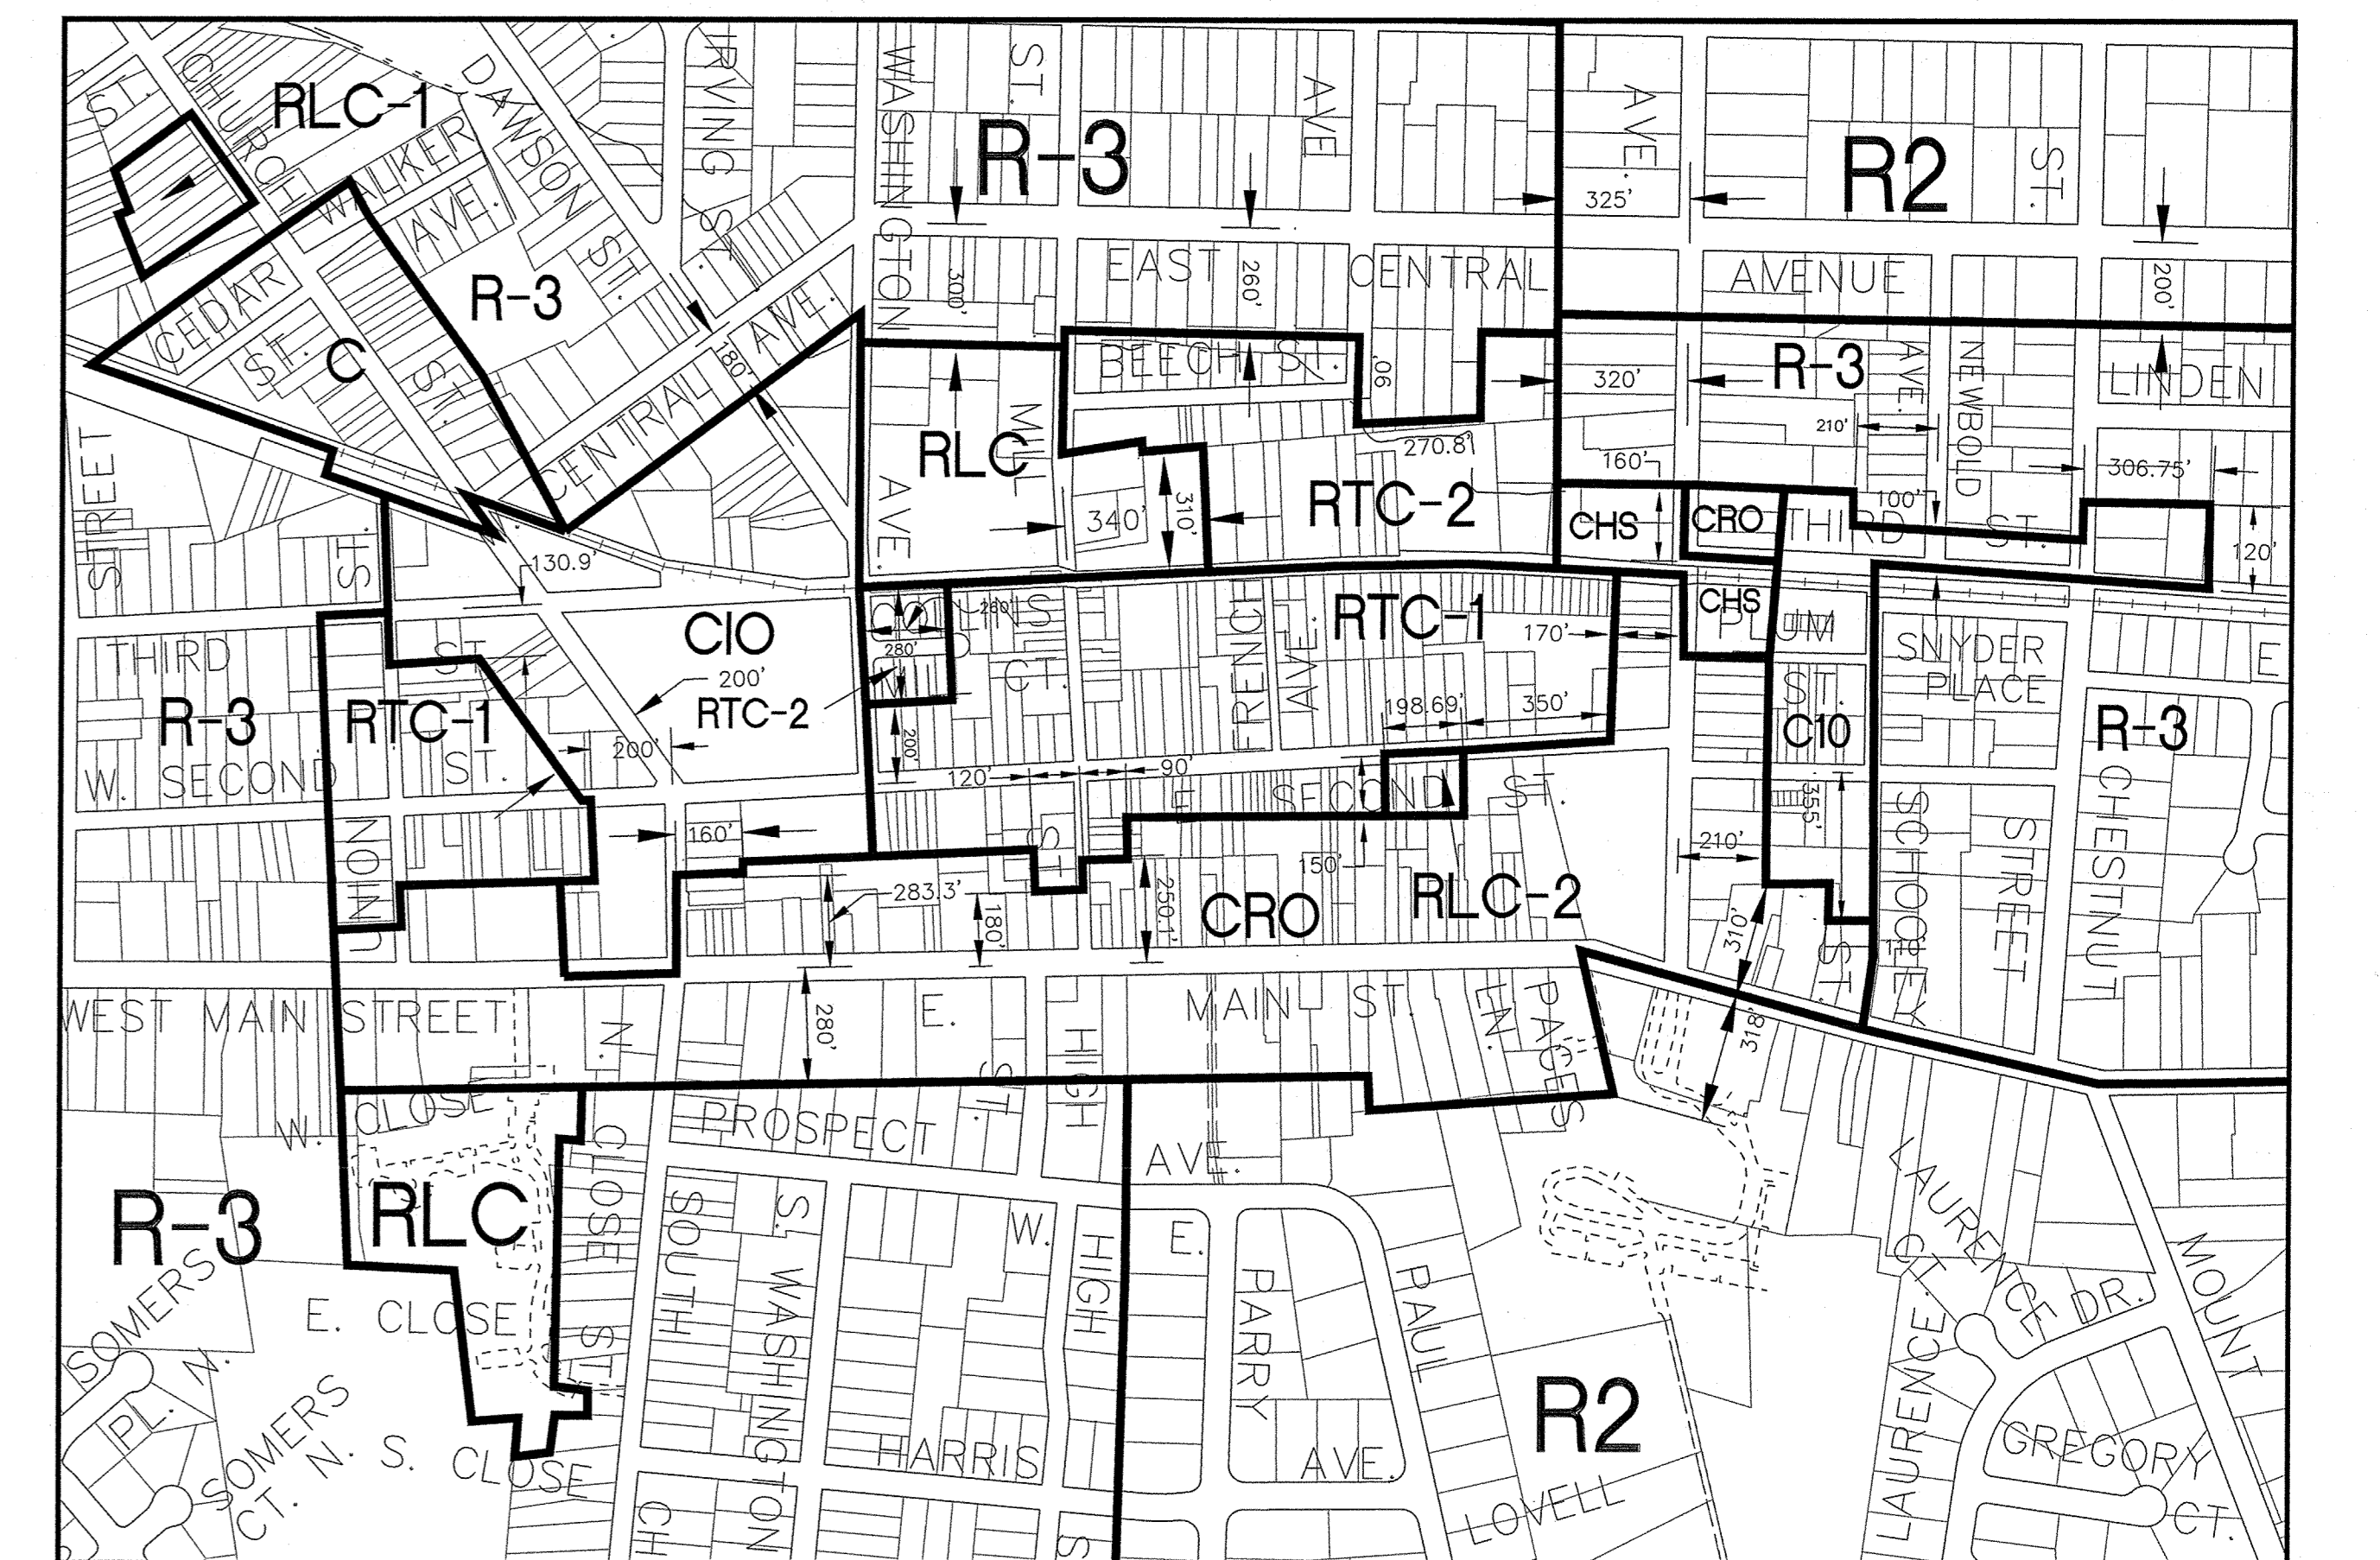 RLC-1
ST.
CHURCH
DAWSON
IRVING
WASHINGTON
ST.
AVE
AVE.
R-3
R2
ST.
WALKER
AVE.
ST.
ST.
325'
R-3
CEDAR
ST.
C
ST.
CENTRAL
AVE.
180'
300'
EAST
260'
CENTRAL
AVENUE
200'
BEECH ST.
90'
320'
R-3
AVE.
NEWBOLD
LINDEN
RLC
MILL
AVE.
270.8'
210'
160'
306.75'
STREET
ST.
340'
310'
RTC-2
CHS
CRO
100'
THIRD
ST.
120'
130.9'
CIO
200'
COLLINS
260'
280'
CT.
FRENCH
AVE.
RTC-1
170'
CHS
PLUM
SNYDER
PLACE
E
THIRD
ST.
R-3
RTC-1
RTC-2
200'
198.69'
350'
ST.
C10
R-3
W. SECOND
ST.
200'
120'
90'
E.
SECOND
ST.
355'
SCHOOLEY
STREET
CHESTNUT
UNION
160'
ST.
150'
210'
283.3'
180'
250.1'
CRO
RLC-2
310'
ST.
110'
WEST MAIN STREET
N.
280'
E.
MAIN
ST.
LN.
PACES
318'
ST.
HIGH
W.
CLOSE
PROSPECT
AVE.
R-3
RLC
CLOSE
ST.
SOUTH
S.
WASHINGTON
W.
HIGH
E.
PARRY
PAUL
LAURENCE
CT.
LAURENCE
DR.
MOUNT
SOMERS
PL.
N.
E. CLOSE
SOMERS
CT.
N.
S. CLOSE
HARRIS
AVE.
R2
LOVELL
LAURENCE
GREGORY
CT.
CH
S